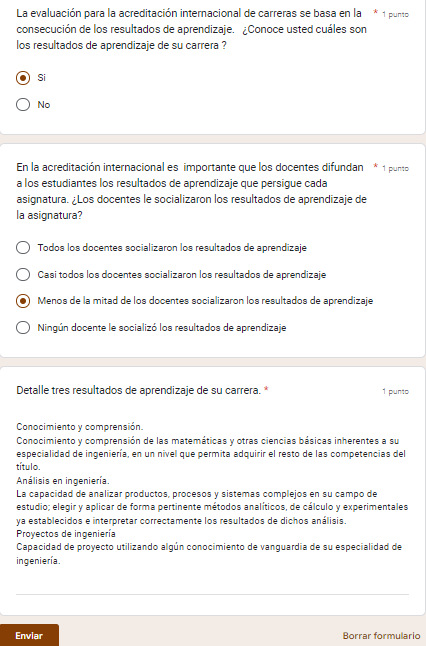 La evaluación para la acreditación internacional de carreras se basa en la * 1 punto
consecución de los resultados de aprendizaje. ¿Conoce usted cuáles son
los resultados de aprendizaje de su carrera ?
Si
No
En la acreditación internacional es importante que los docentes difundan * 1 punto
a los estudiantes los resultados de aprendizaje que persigue cada
asignatura. ¿Los docentes le socializaron los resultados de aprendizaje de
la asignatura?
Todos los docentes socializaron los resultados de aprendizaje
Casi todos los docentes socializaron los resultados de aprendizaje
Menos de la mitad de los docentes socializaron los resultados de aprendizaje
Ningún docente le socializó los resultados de aprendizaje
Detalle tres resultados de aprendizaje de su carrera. * 1 punto
Conocimiento y comprensión.
Conocimiento y comprensión de las matemáticas y otras ciencias básicas inherentes a su
especialidad de ingeniería, en un nivel que permita adquirir el resto de las competencias del
título.
Análisis en ingeniería.
La capacidad de analizar productos, procesos y sistemas complejos en su campo de
estudio; elegir y aplicar de forma pertinente métodos analíticos, de cálculo y experimentales
ya establecidos e interpretar correctamente los resultados de dichos análisis.
Proyectos de ingeniería
Capacidad de proyecto utilizando algún conocimiento de vanguardia de su especialidad de
ingeniería.
Enviar Borrar formulario